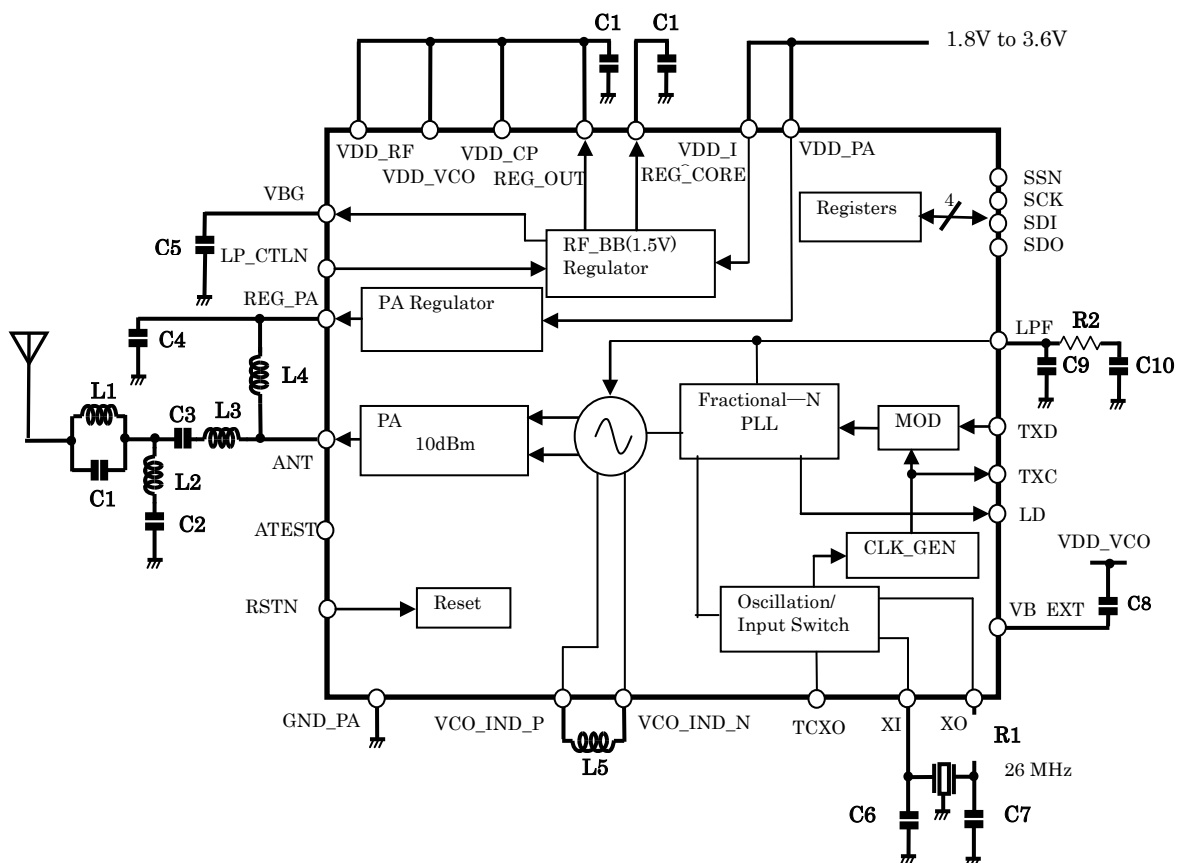 C1
C1
1.8V to 3.6V
VDD_RF
VDD_VCO
VDD_CP
REG_OUT
REG_CORE
VDD_I
VDD_PA
VBG
C5
LP_CTLN
RF_BB(1.5V)
Regulator
Registers
4
SSN
SCK
SDI
SDO
REG_PA
PA Regulator
C4
L4
LPF
R2
C9
C10
L1
C3
L3
PA
10dBm
Fractional—N
PLL
MOD
TXD
ANT
L2
C1
C2
TXC
LD
ATEST
CLK_GEN
VDD_VCO
RSTN
Reset
Oscillation/
Input Switch
C8
VB_EXT
GND_PA
VCO_IND_P
VCO_IND_N
TCXO
XI
XO
L5
R1
26 MHz
C6
C7